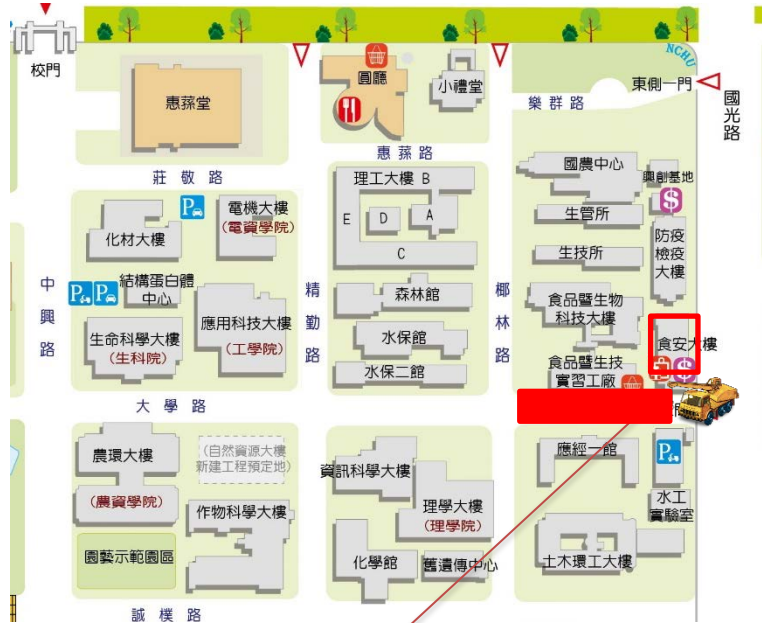 校門
惠蓀堂
圓廳
小禮堂
NCHU
東側一門
國光路
樂群路
惠蓀路
莊敬路
國農中心
興創基地
理工大樓 B
E
D
A
C
電機大樓
(電資學院)
化材大樓
生管所
生技所
防疫
檢疫
大樓
中興路
結構蛋白體
中心
精勤路
椰林路
森林館
食品暨生物
科技大樓
應用科技大樓
(工學院)
生命科學大樓
(生科院)
水保館
水保二館
食安大樓
食品暨生技
實習工廠
大學路
農環大樓
(農資學院)
(自然資源大樓
新建工程預定地)
作物科學大樓
園藝示範園區
資訊科學大樓
理學大樓
(理學院)
化學館
舊遺傳中心
應經一館
P
水工
實驗室
土木環工大樓
誠樸路